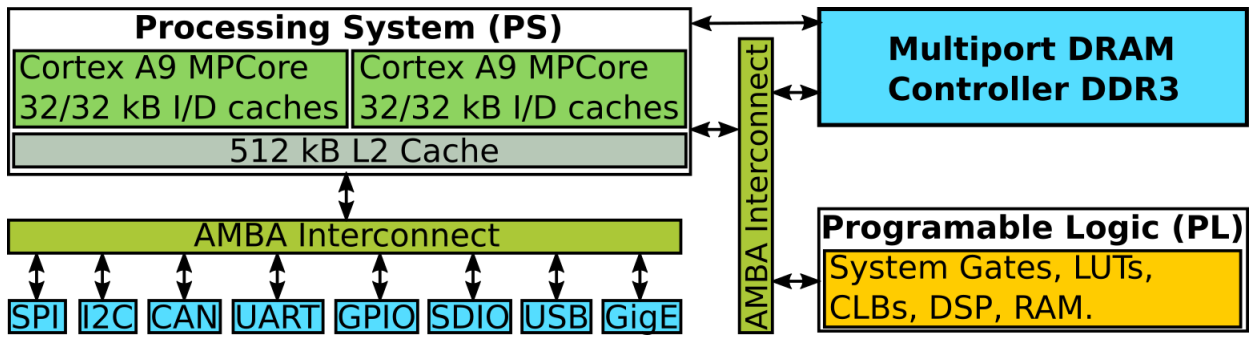 Processing System (PS)
Cortex A9 MPCore
32/32 kB I/D caches
Cortex A9 MPCore
32/32 kB I/D caches
512 kB L2 Cache
AMBA Interconnect
SPI
I2C
CAN
UART
GPIO
SDIO
USB
GigE
AMBA Interconnect
Multiport DRAM
Controller DDR3
Programable Logic (PL)
System Gates, LUTs,
CLBs, DSP, RAM.